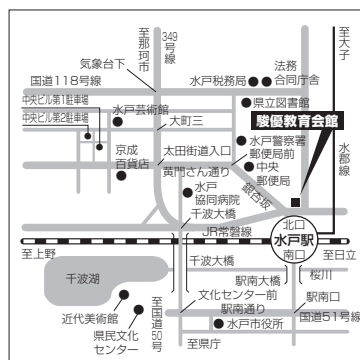 至那珂市
349号線
気象台下
国道118号線
水戸税務局
法務合同庁舎
至大子
中央ビル第1駐車場
水戸芸術館
県立図書館
駿優教育会館
中央ビル第2駐車場
大町三
水戸警察署
水郡線
京成百貨店
太田街道入口
郵便局前
黄門さん通り
中央郵便局
水戸協同病院
銀杏坂
千波大橋
北口
JR常磐線
水戸駅
至上野
南口
至日立
千波大橋
桜川
千波湖
駅南大橋
文化センター前
駅南口
近代美術館
駅南通り
国道51号線
県民文化センター
至国道50号
水戸市役所
至県庁